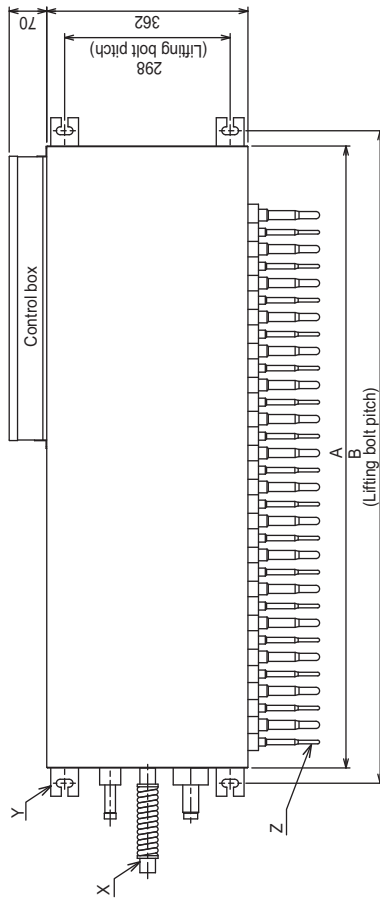 70
362
298
(Lifting bolt pitch)
Control box
A
B
(Lifting bolt pitch)
Y
X
Z